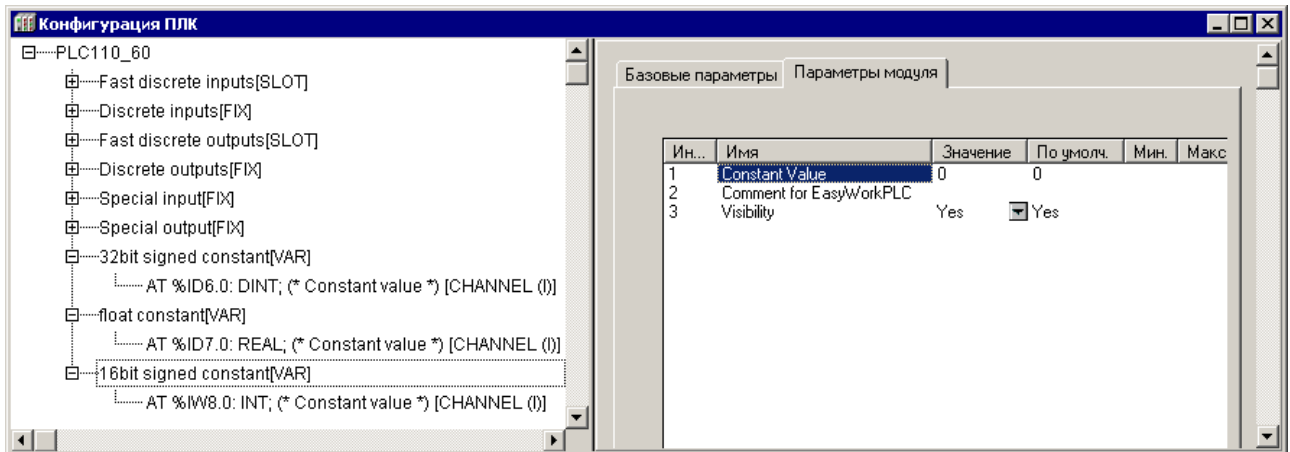 Конфигурация ПЛК
PLC110_60
Fast discrete inputs[SLOT]
Discrete inputs[FIX]
Fast discrete outputs[SLOT]
Discrete outputs[FIX]
Special input[FIX]
Special output[FIX]
32bit signed constant[VAR]
AT %ID6.0: DINT; (* Constant value *) [CHANNEL (I)]
float constant[VAR]
AT %ID7.0: REAL; (* Constant value *) [CHANNEL (I)]
16bit signed constant[VAR]
AT %IW8.0: INT; (* Constant value *) [CHANNEL (I)]
Базовые параметры Параметры модуля
Ин... Имя Значение По умолч. Мин. Макс
1 Constant Value 0 0
2 Comment for EasyWorkPLC
3 Visibility Yes Yes